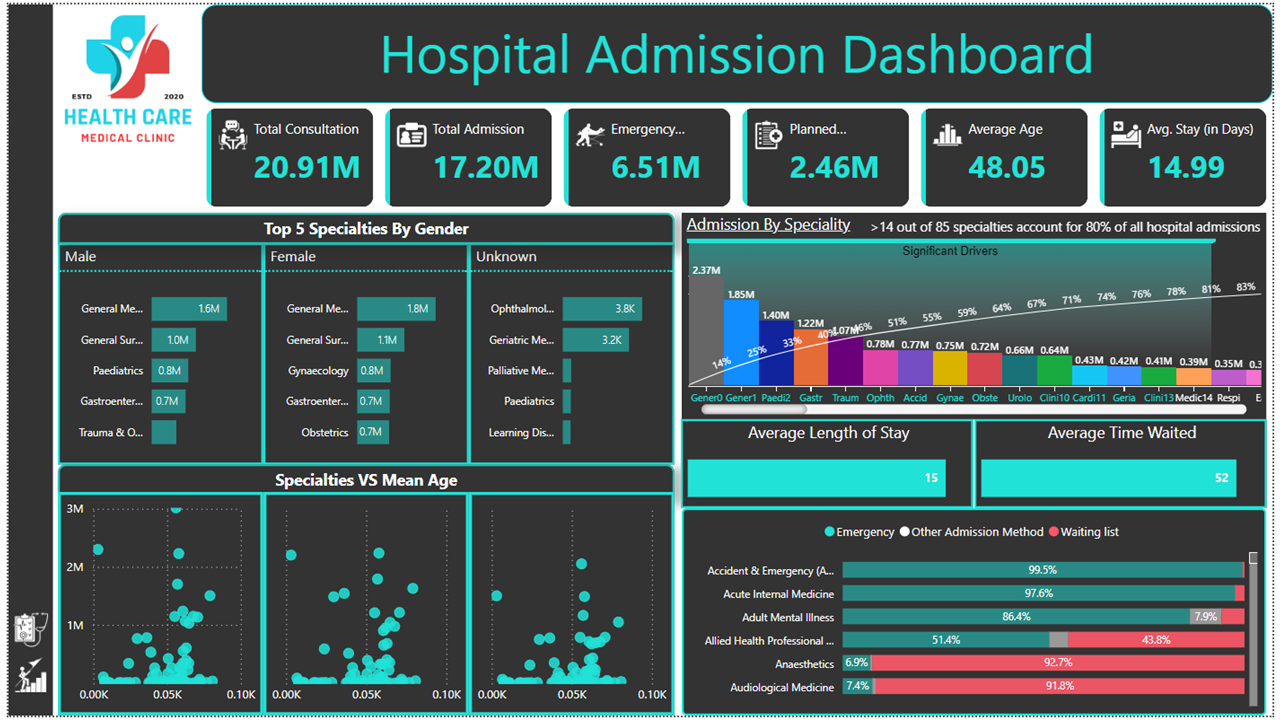 Hospital Admission Dashboard
ESTD 2020
HEALTH CARE
MEDICAL CLINIC
Total Consultation
20.91M
Total Admission
17.20M
Emergency...
6.51M
Planned...
2.46M
Average Age
48.05
Avg. Stay (in Days)
14.99
Top 5 Specialties By Gender
Male
General Me... 1.6M
General Sur... 1.0M
Paediatrics 0.8M
Gastroenter... 0.7M
Trauma & O...
Female
General Me... 1.8M
General Sur... 1.1M
Gynaecology 0.8M
Gastroenter... 0.7M
Obstetrics 0.7M
Unknown
Ophthalmol... 3.8K
Geriatric Me... 3.2K
Palliative Me...
Paediatrics
Learning Dis...
Admission By Speciality
>14 out of 85 specialties account for 80% of all hospital admissions
Significant Drivers
2.37M 1.85M 1.40M 1.22M 1.07M 0.78M 0.77M 0.75M 0.72M 0.66M 0.64M 0.43M 0.42M 0.41M 0.39M 0.35M 0.3
14% 25% 33% 40% 46% 51% 55% 59% 64% 67% 71% 74% 76% 78% 81% 83%
Gener0 Gener1 Paedi2 Gastr Traum Ophth Accid Gynae Obste Urolo Clini10 Cardi11 Geria Clini13 Medic14 Respi E
Average Length of Stay
15
Average Time Waited
52
Specialties VS Mean Age
3M
2M
1M
0.00K 0.05K 0.10K
0.00K 0.05K 0.10K
0.00K 0.05K 0.10K
Emergency Other Admission Method Waiting list
Accident & Emergency (A... 99.5%
Acute Internal Medicine 97.6%
Adult Mental Illness 86.4% 7.9%
Allied Health Professional ... 51.4% 43.8%
Anaesthetics 6.9% 92.7%
Audiological Medicine 7.4% 91.8%